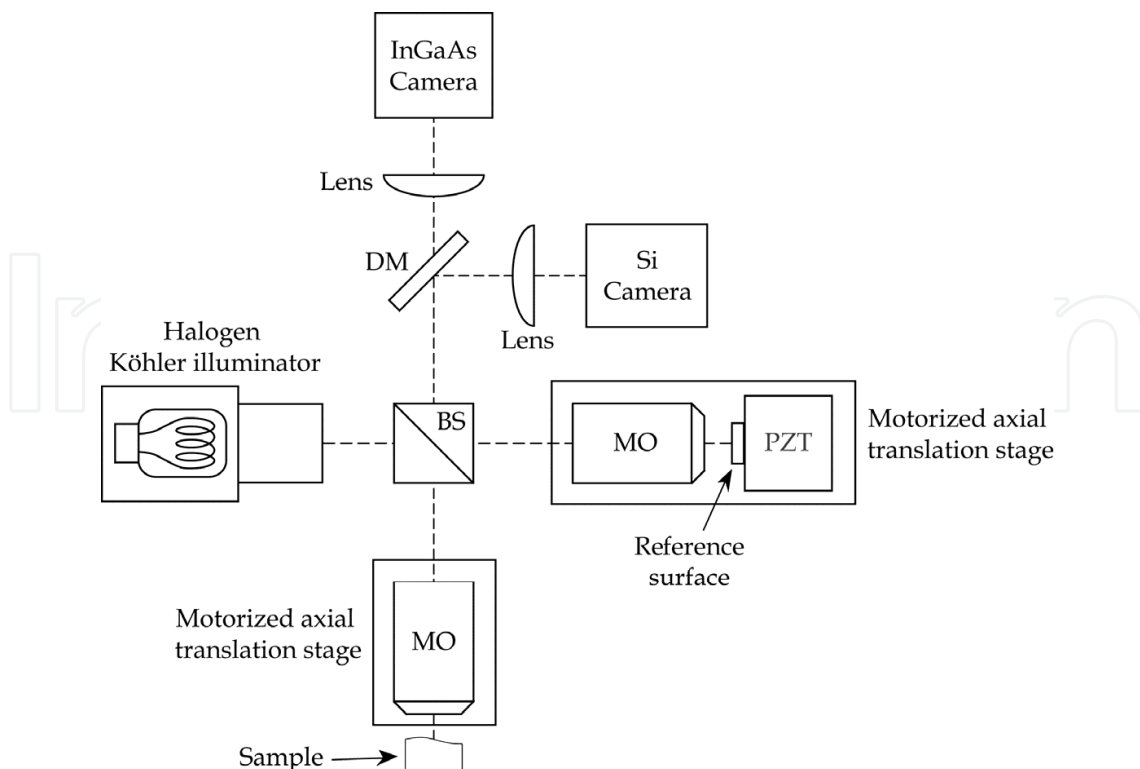 InGaAs
Camera
Lens
DM
Si
Camera
Lens
Halogen
Köhler illuminator
BS
MO
PZT
Motorized axial
translation stage
Reference
surface
Motorized axial
translation stage
MO
Sample